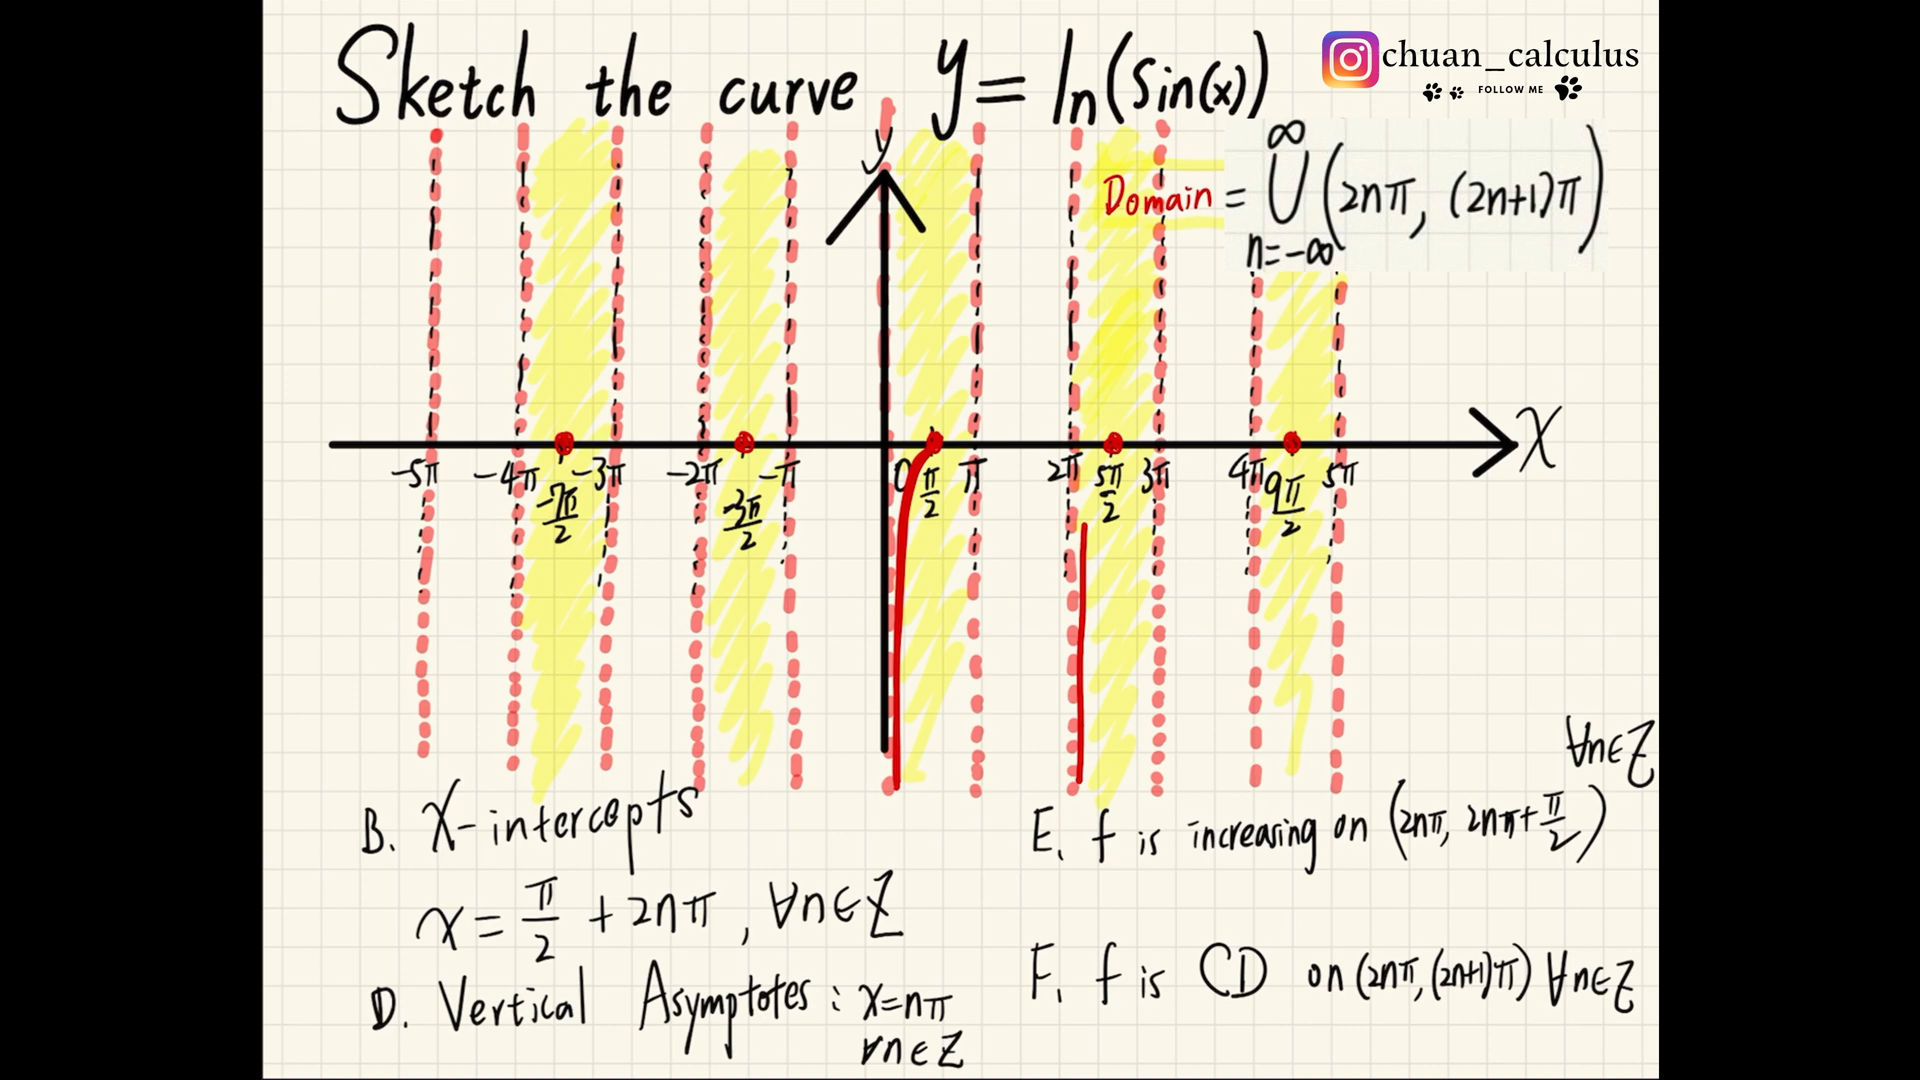 Sketch the curve y = ln(sin(x))
chuan_calculus
FOLLOW ME
y
Domain = ∞ ⋃ n=-∞ (2nπ, (2n+1)π)
x
-5π -4π -3π -2π -π 0 π/2 π 2π 5π/2 3π 4π 9π/2 5π
-7π/2 -3π/2
∀n∈Z
B. X-intercepts
x = π/2 + 2nπ, ∀n∈Z
D. Vertical Asymptotes: x=nπ
∀n∈Z
E. f is increasing on (2nπ, 2nπ+π/2)
F. f is CD on (2nπ, (2n+1)π) ∀n∈Z